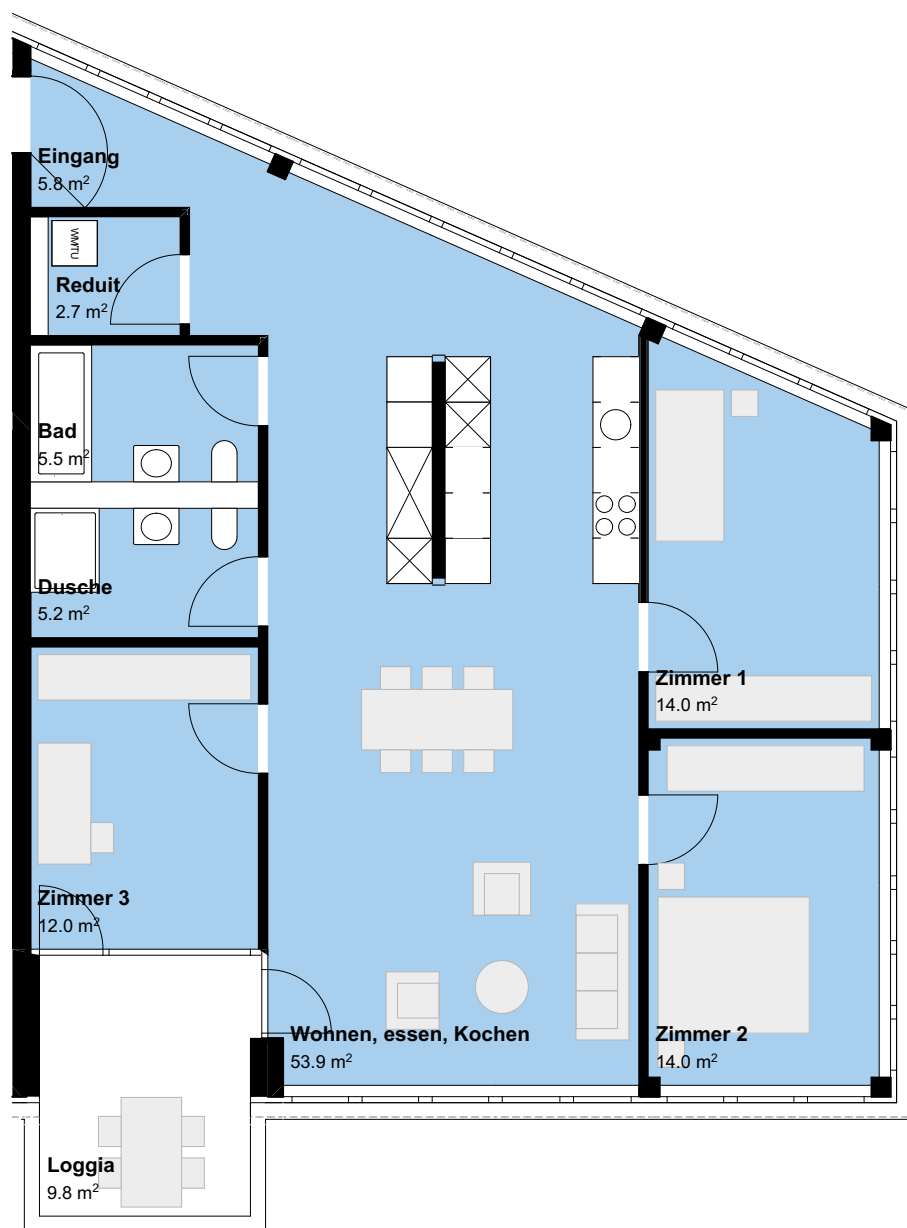 Eingang
5.8 m²
WMTU
Reduit
2.7 m²
Bad
5.5 m²
Dusche
5.2 m²
Zimmer 1
14.0 m²
Zimmer 3
12.0 m²
Wohnen, essen, Kochen
53.9 m²
Zimmer 2
14.0 m²
Loggia
9.8 m²